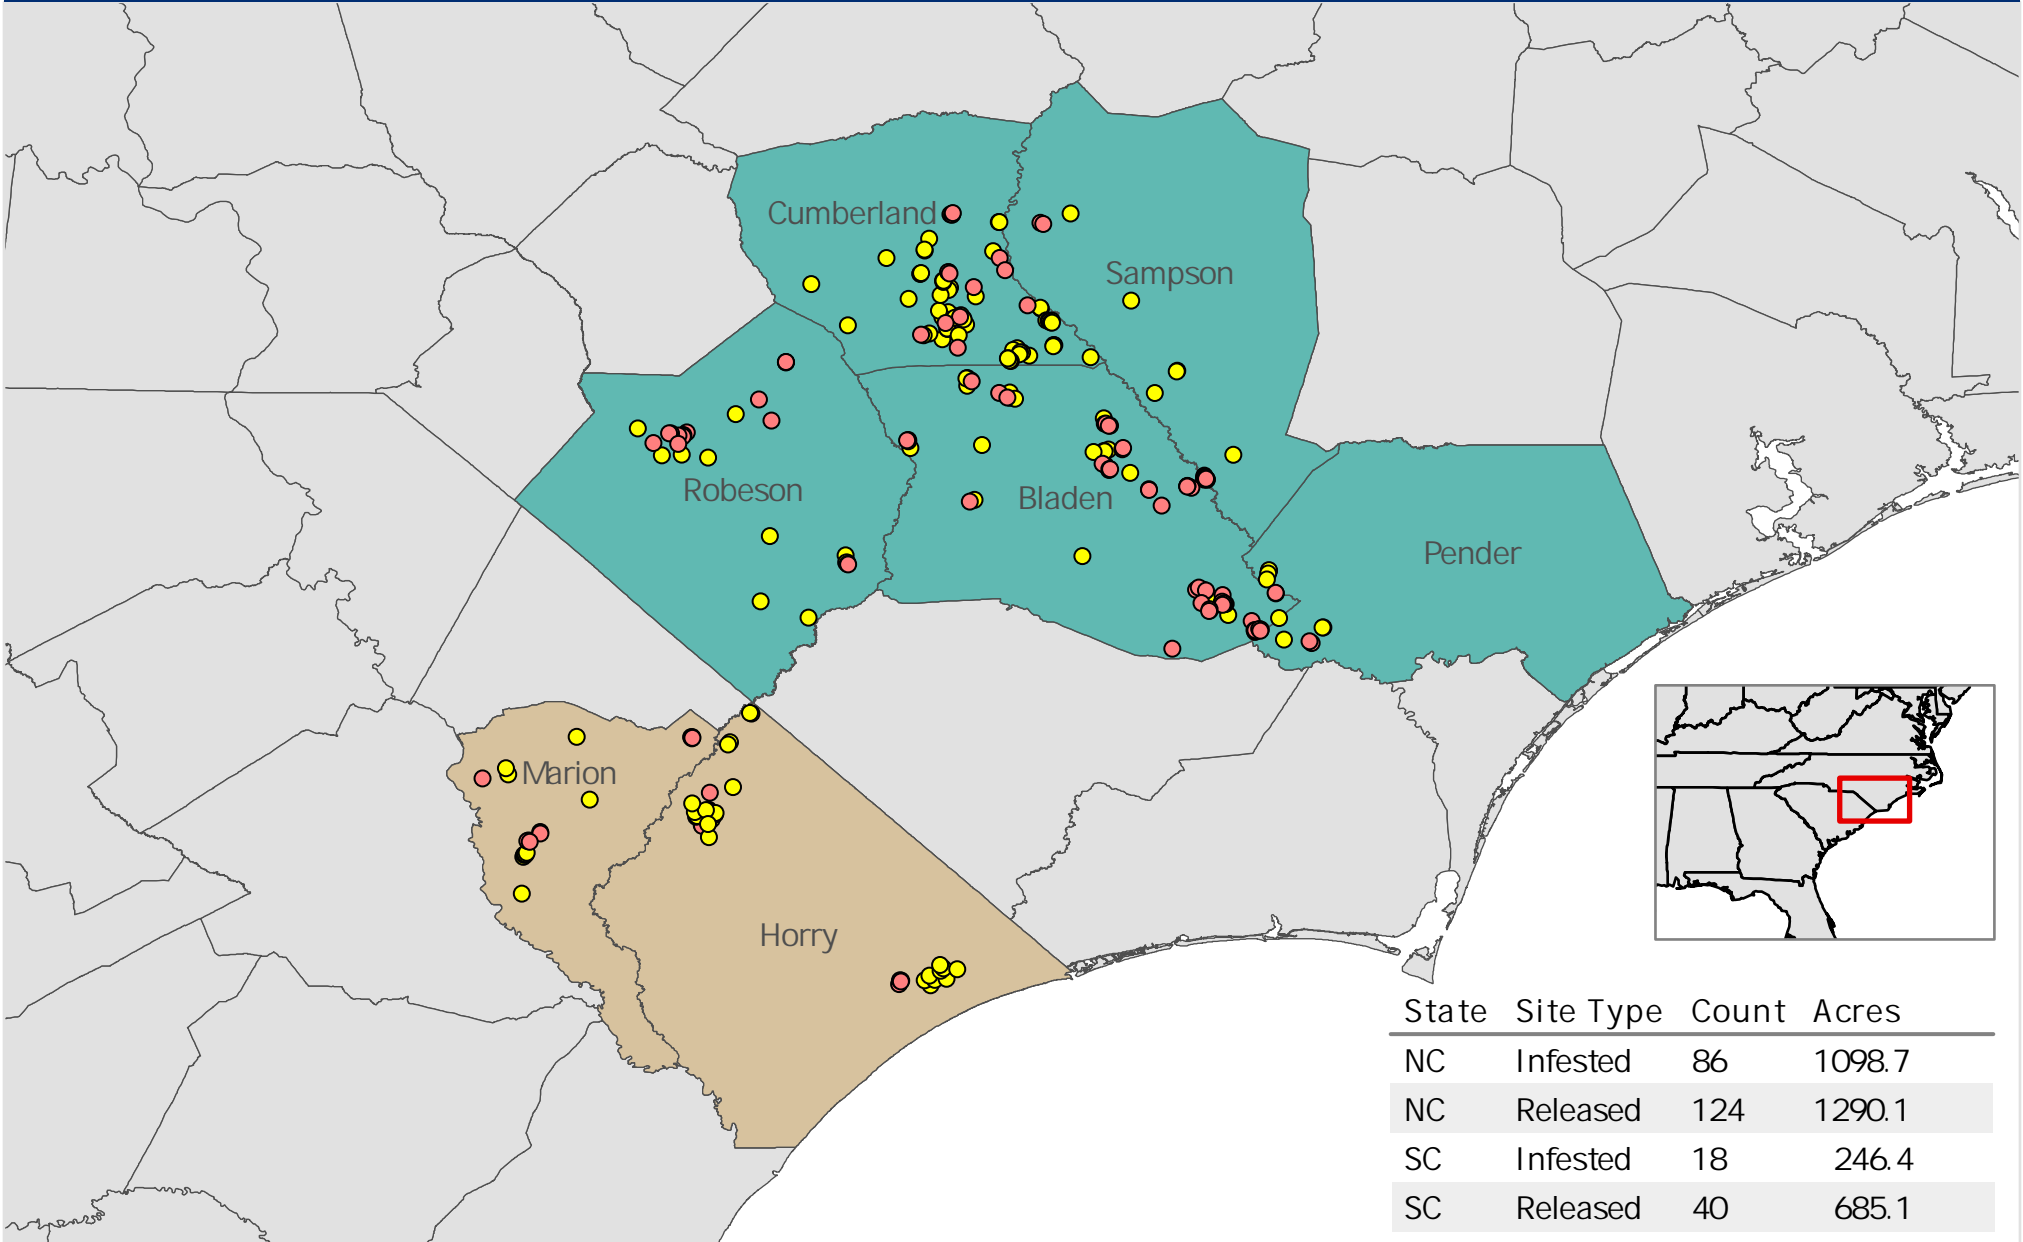 Cumberland
Sampson
Robeson
Bladen
Pender
Marion
Horry
State Site Type Count Acres
NC Infested 86 1098.7
NC Released 124 1290.1
SC Infested 18 246.4
SC Released 40 685.1